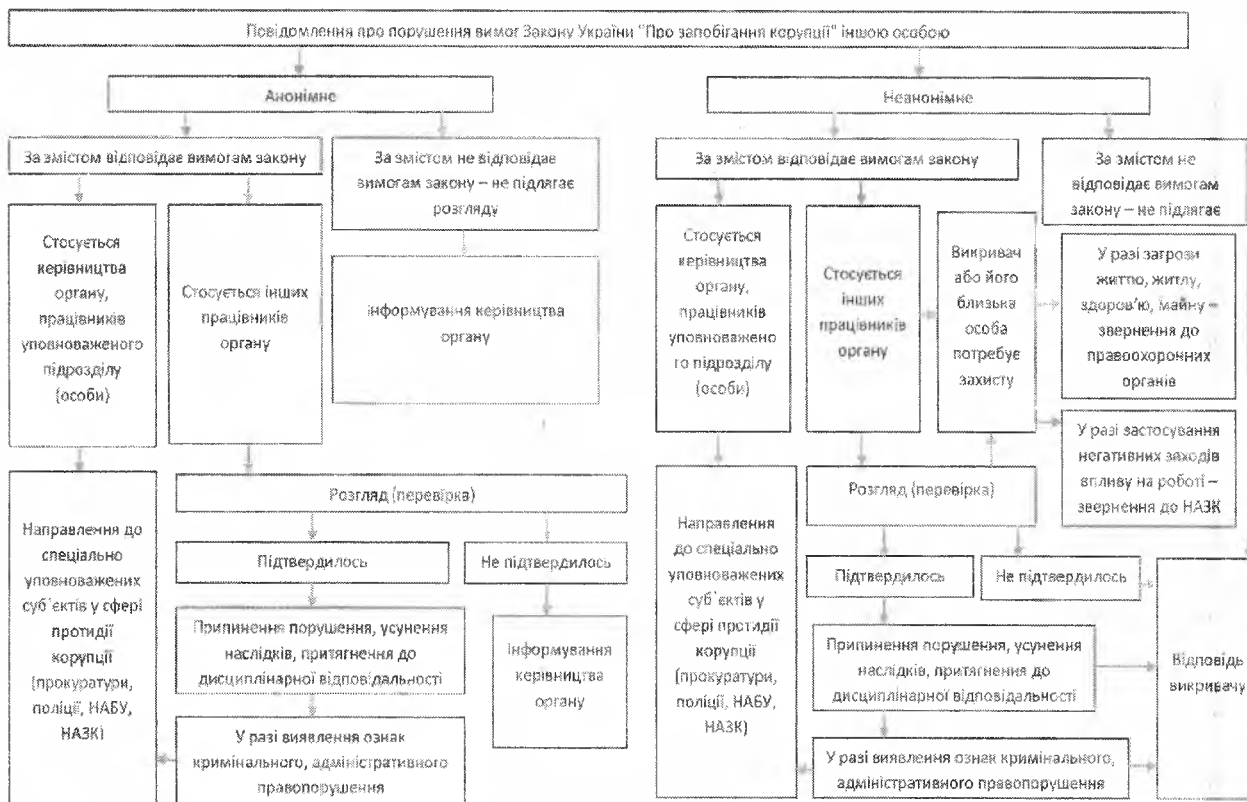 Повідомлення про порушення вимог Закону України "Про запобігання корупції" іншою особою
Анонімне
За змістом відповідає вимогам закону
За змістом не відповідає
вимогам закону – не підлягає
розгляду
Стосується
керівництва
органу,
працівників
уповноваженого
підрозділу
(особи)
Стосується інших
працівників
органу
інформування керівництва
органу
Розгляд (перевірка)
Направлення до
спеціально
уповноважених
суб`єктів у сфері
протидії
корупції
(прокуратури,
поліції, НАБУ,
НАЗК)
Підтвердилось
Не підтвердилось
Припинення порушення, усунення
наслідків, притягнення до
дисциплінарної відповідальності
Інформування
керівництва
органу
У разі виявлення ознак
кримінального, адміністративного
правопорушення
Неанонімне
За змістом відповідає вимогам закону
За змістом не
відповідає вимогам
закону – не підлягає
Стосується
керівництва
органу,
працівників
уповноважено
го підрозділу
(особи)
Стосується
інших
працівників
органу
Викривач
або його
близька
особа
потребує
захисту
У разі загрози
життю, житлу,
здоров'ю, майну –
звернення до
правоохоронних
органів
У разі застосування
негативних заходів
впливу на роботі –
звернення до НАЗК
Розгляд (перевірка)
Направлення
до спеціально
уповноважених
суб`єктів у
сфері протидії
корупції
(прокуратури,
поліції, НАБУ,
НАЗК)
Підтвердилось
Не підтвердилось
Припинення порушення, усунення
наслідків, притягнення до
дисциплінарної відповідальності
Відповідь
викривачу
У разі виявлення ознак кримінального,
адміністративного правопорушення